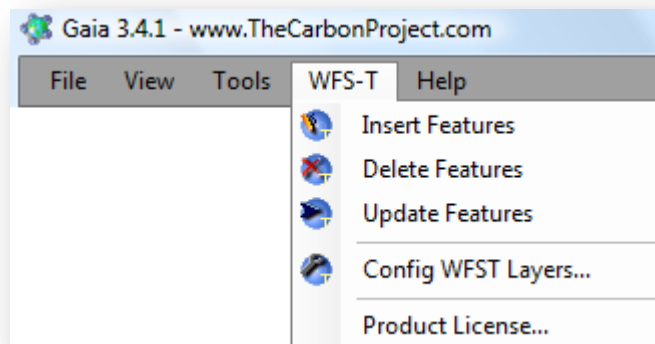 Gaia 3.4.1 - www.TheCarbonProject.com
File View Tools WFS-T Help
Insert Features
Delete Features
Update Features
Config WFST Layers...
Product License...